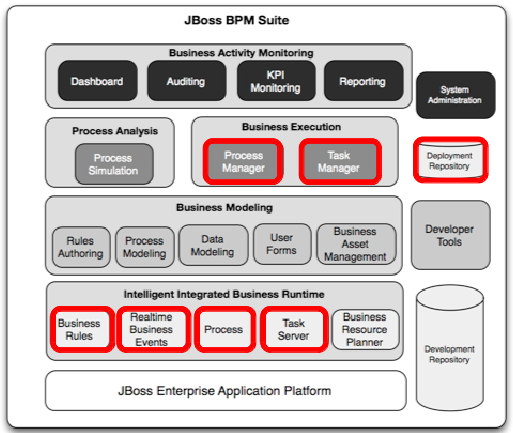 JBoss BPM Suite
Business Activity Monitoring
Dashboard
Auditing
KPI
Monitoring
Reporting
System
Administration
Process Analysis
Process
Simulation
Business Execution
Process
Manager
Task
Manager
Deployment
Repository
Business Modeling
Rules
Authoring
Process
Modeling
Data
Modeling
User
Forms
Business
Asset
Management
Developer
Tools
Intelligent Integrated Business Runtime
Business
Rules
Realtime
Business
Events
Process
Task
Server
Business
Resource
Planner
Development
Repository
JBoss Enterprise Application Platform